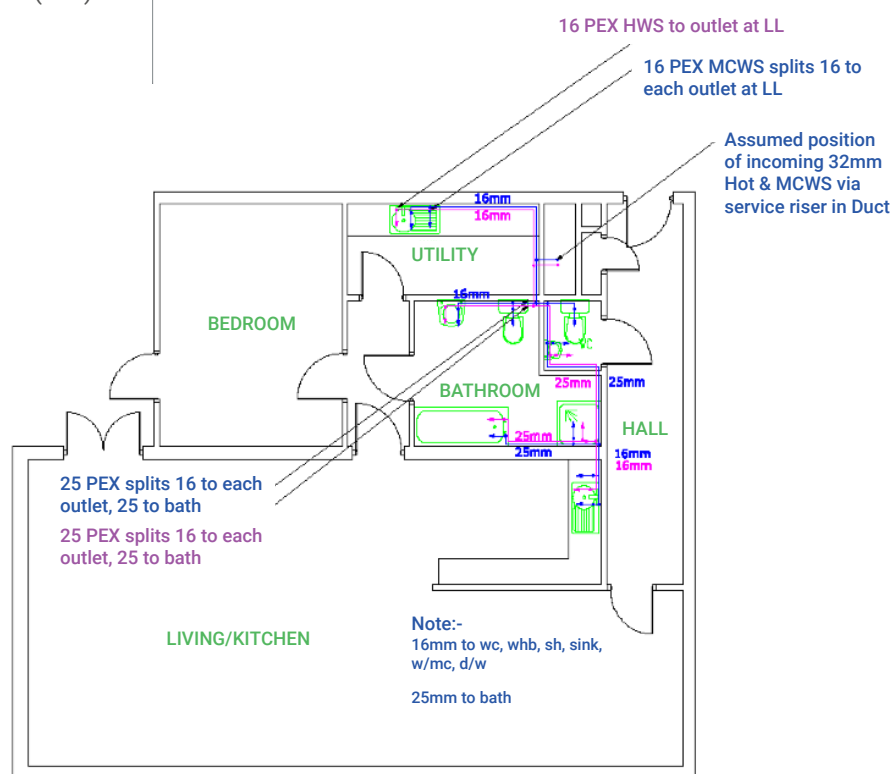 16 PEX HWS to outlet at LL
16 PEX MCWS splits 16 to
each outlet at LL
Assumed position
of incoming 32mm
Hot & MCWS via
service riser in Duct
16mm
16mm
UTILITY
16mm
BEDROOM
BATHROOM
25mm
25mm
HALL
25mm
25mm
16mm
16mm
25 PEX splits 16 to each
outlet, 25 to bath
25 PEX splits 16 to each
outlet, 25 to bath
LIVING/KITCHEN
Note:-
16mm to wc, whb, sh, sink,
w/mc, d/w
25mm to bath